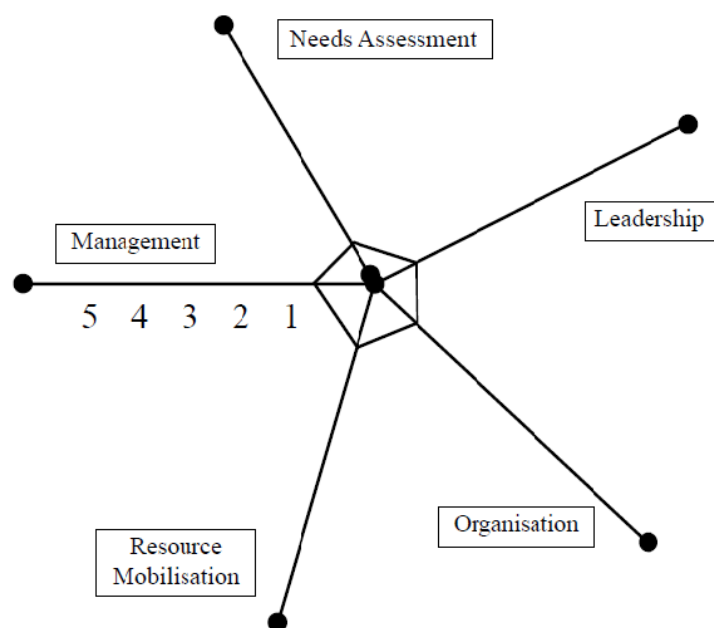 Needs Assessment
Leadership
Management
5 4 3 2 1
Organisation
Resource
Mobilisation